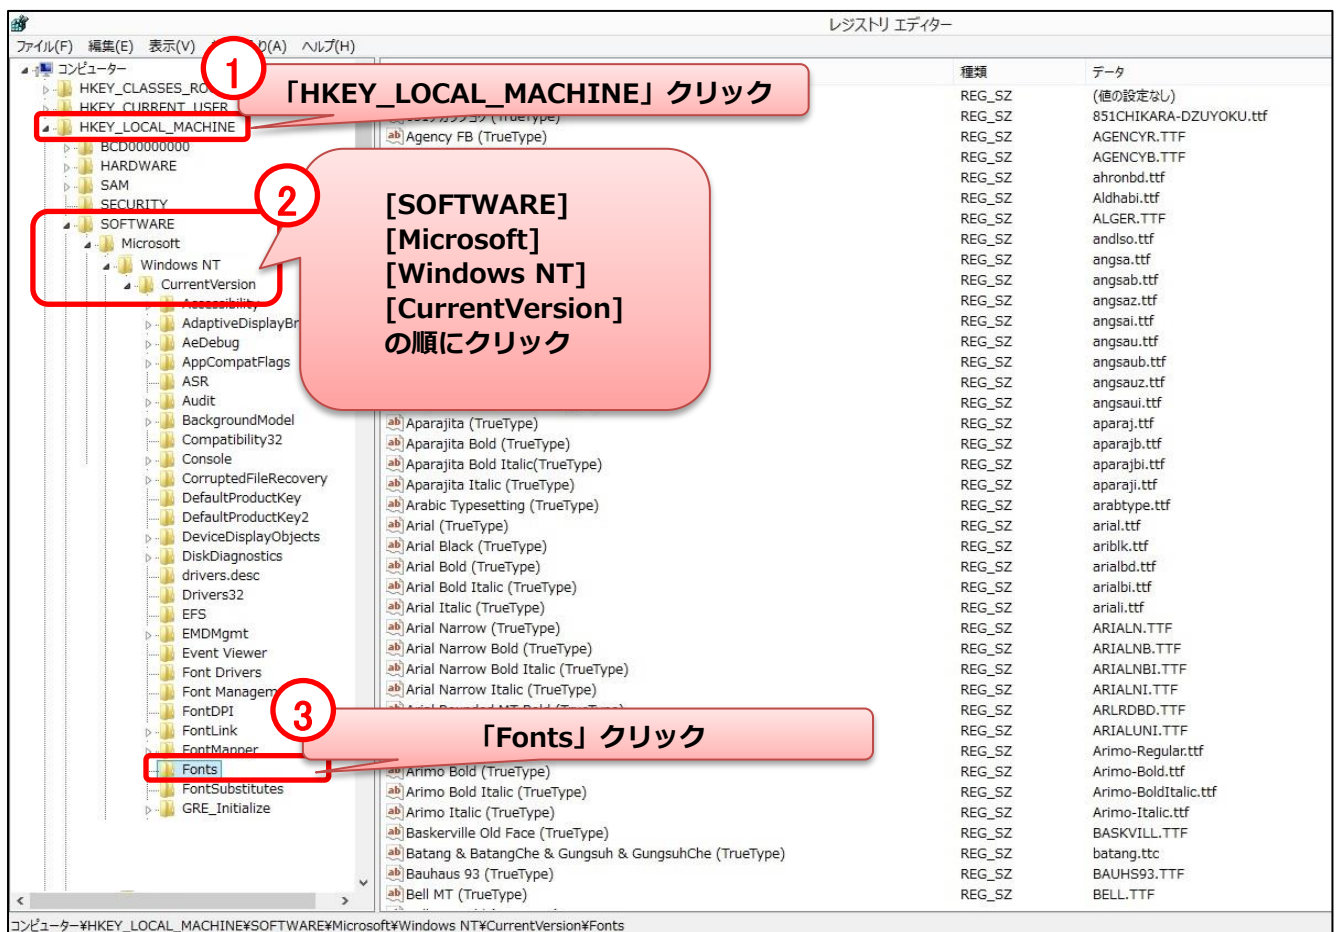 レジストリ エディター
ファイル(F) 編集(E) 表示(V) り(A) ヘルプ(H)
コンピューター
HKEY_CLASSES_RO
HKEY_CURRENT_USER
HKEY_LOCAL_MACHINE
BCD00000000
HARDWARE
SAM
SECURITY
SOFTWARE
Microsoft
Windows NT
CurrentVersion
Accessibility
AdaptiveDisplayBr
AeDebug
AppCompatFlags
ASR
Audit
BackgroundModel
Compatibility32
Console
CorruptedFileRecovery
DefaultProductKey
DefaultProductKey2
DeviceDisplayObjects
DiskDiagnostics
drivers.desc
Drivers32
EFS
EMDMgmt
Event Viewer
Font Drivers
Font Managem
FontDPI
FontLink
FontMapper
Fonts
FontSubstitutes
GRE_Initialize
1
「HKEY_LOCAL_MACHINE」クリック
2
[SOFTWARE]
[Microsoft]
[Windows NT]
[CurrentVersion]
の順にクリック
3
「Fonts」クリック
種類 データ
REG_SZ (値の設定なし)
REG_SZ 851CHIKARA-DZUYOKU.ttf
Agency FB (TrueType) REG_SZ AGENCYR.TTF
REG_SZ AGENCYB.TTF
REG_SZ ahronbd.ttf
REG_SZ Aldhabi.ttf
REG_SZ ALGER.TTF
REG_SZ andlso.ttf
REG_SZ angsa.ttf
REG_SZ angsab.ttf
REG_SZ angsaz.ttf
REG_SZ angsai.ttf
REG_SZ angsau.ttf
REG_SZ angsaub.ttf
REG_SZ angsauz.ttf
REG_SZ angsaui.ttf
Aparajita (TrueType) REG_SZ aparaj.ttf
Aparajita Bold (TrueType) REG_SZ aparajb.ttf
Aparajita Bold Italic(TrueType) REG_SZ aparajbi.ttf
Aparajita Italic (TrueType) REG_SZ aparaji.ttf
Arabic Typesetting (TrueType) REG_SZ arabtype.ttf
Arial (TrueType) REG_SZ arial.ttf
Arial Black (TrueType) REG_SZ ariblk.ttf
Arial Bold (TrueType) REG_SZ arialbd.ttf
Arial Bold Italic (TrueType) REG_SZ arialbi.ttf
Arial Italic (TrueType) REG_SZ ariali.ttf
Arial Narrow (TrueType) REG_SZ ARIALN.TTF
Arial Narrow Bold (TrueType) REG_SZ ARIALNB.TTF
Arial Narrow Bold Italic (TrueType) REG_SZ ARIALNBI.TTF
Arial Narrow Italic (TrueType) REG_SZ ARIALNI.TTF
Arial Rounded MT Bold (TrueType) REG_SZ ARLRDBD.TTF
REG_SZ ARIALUNI.TTF
REG_SZ Arimo-Regular.ttf
Arimo Bold (TrueType) REG_SZ Arimo-Bold.ttf
Arimo Bold Italic (TrueType) REG_SZ Arimo-BoldItalic.ttf
Arimo Italic (TrueType) REG_SZ Arimo-Italic.ttf
Baskerville Old Face (TrueType) REG_SZ BASKVILL.TTF
Batang & BatangChe & Gungsuh & GungsuhChe (TrueType) REG_SZ batang.ttc
Bauhaus 93 (TrueType) REG_SZ BAUHS93.TTF
Bell MT (TrueType) REG_SZ BELL.TTF
コンピューター¥HKEY_LOCAL_MACHINE¥SOFTWARE¥Microsoft¥Windows NT¥CurrentVersion¥Fonts